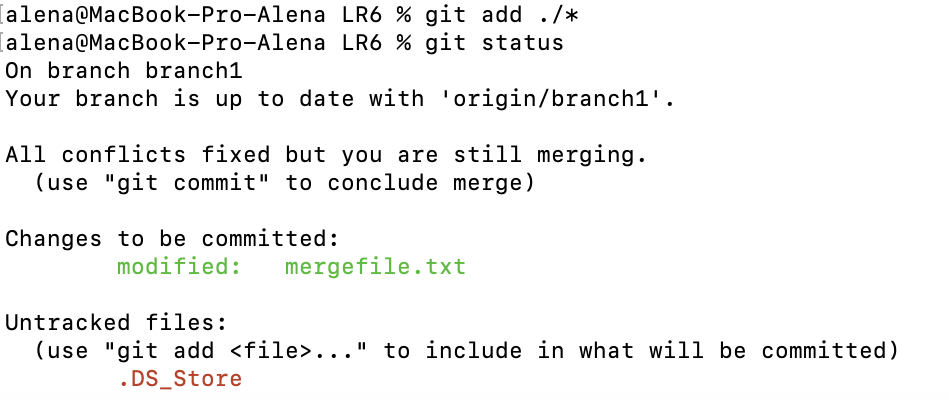 [alena@MacBook-Pro-Alena LR6 % git add ./*
[alena@MacBook-Pro-Alena LR6 % git status
On branch branch1
Your branch is up to date with 'origin/branch1'.
All conflicts fixed but you are still merging.
(use "git commit" to conclude merge)
Changes to be committed:
modified:   mergefile.txt
Untracked files:
(use "git add <file>..." to include in what will be committed)
.DS_Store